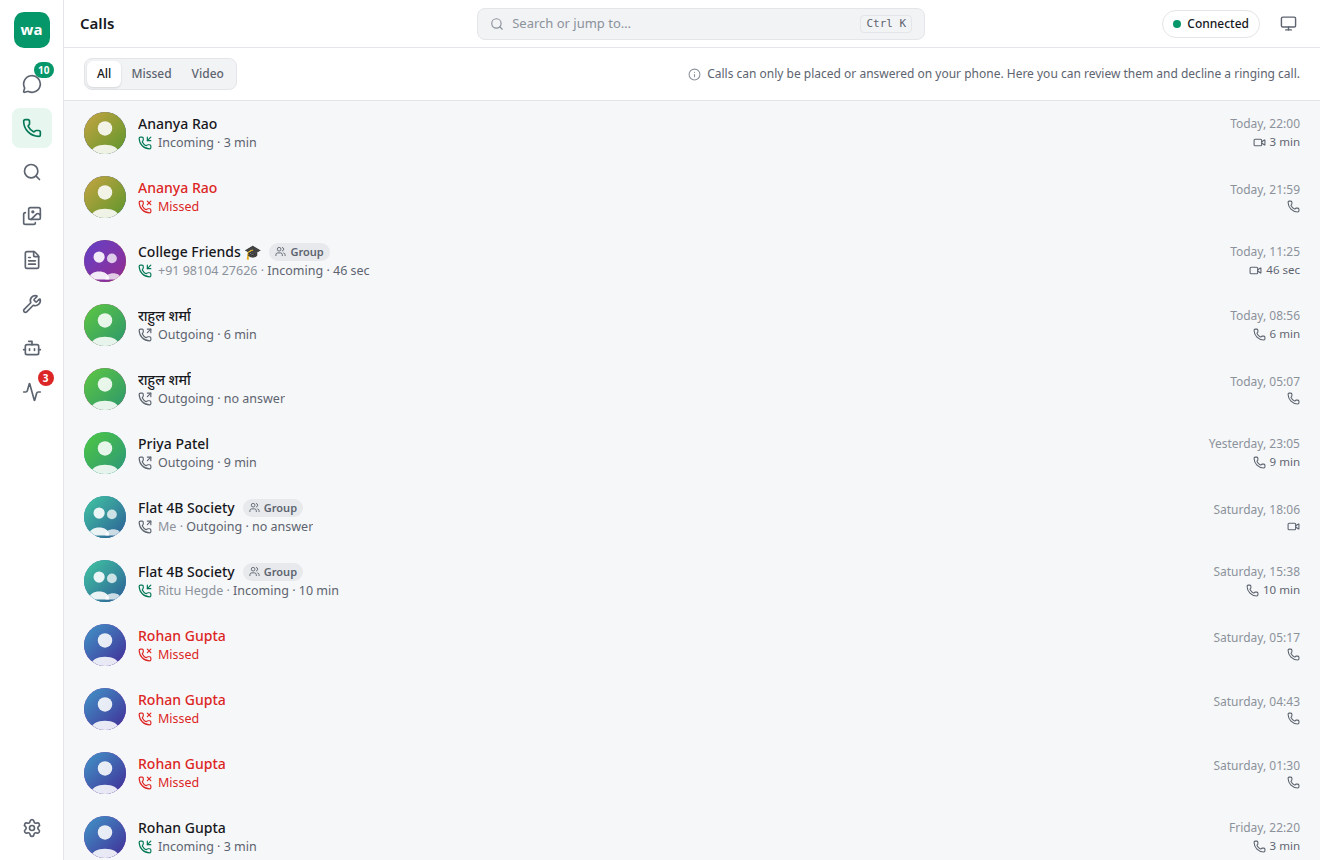 wa
Calls
Search or jump to...
Ctrl K
Connected
10
All Missed Video
Calls can only be placed or answered on your phone. Here you can review them and decline a ringing call.
Ananya Rao
Today, 22:00
Incoming · 3 min
3 min
Ananya Rao
Today, 21:59
Missed
College Friends 🎓 Group
Today, 11:25
+91 98104 27626 · Incoming · 46 sec
46 sec
राहुल शर्मा
Today, 08:56
Outgoing · 6 min
6 min
राहुल शर्मा
Today, 05:07
3
Outgoing · no answer
Priya Patel
Yesterday, 23:05
Outgoing · 9 min
9 min
Flat 4B Society Group
Saturday, 18:06
Me · Outgoing · no answer
Flat 4B Society Group
Saturday, 15:38
Ritu Hegde · Incoming · 10 min
10 min
Rohan Gupta
Saturday, 05:17
Missed
Rohan Gupta
Saturday, 04:43
Missed
Rohan Gupta
Saturday, 01:30
Missed
Rohan Gupta
Friday, 22:20
Incoming · 3 min
3 min